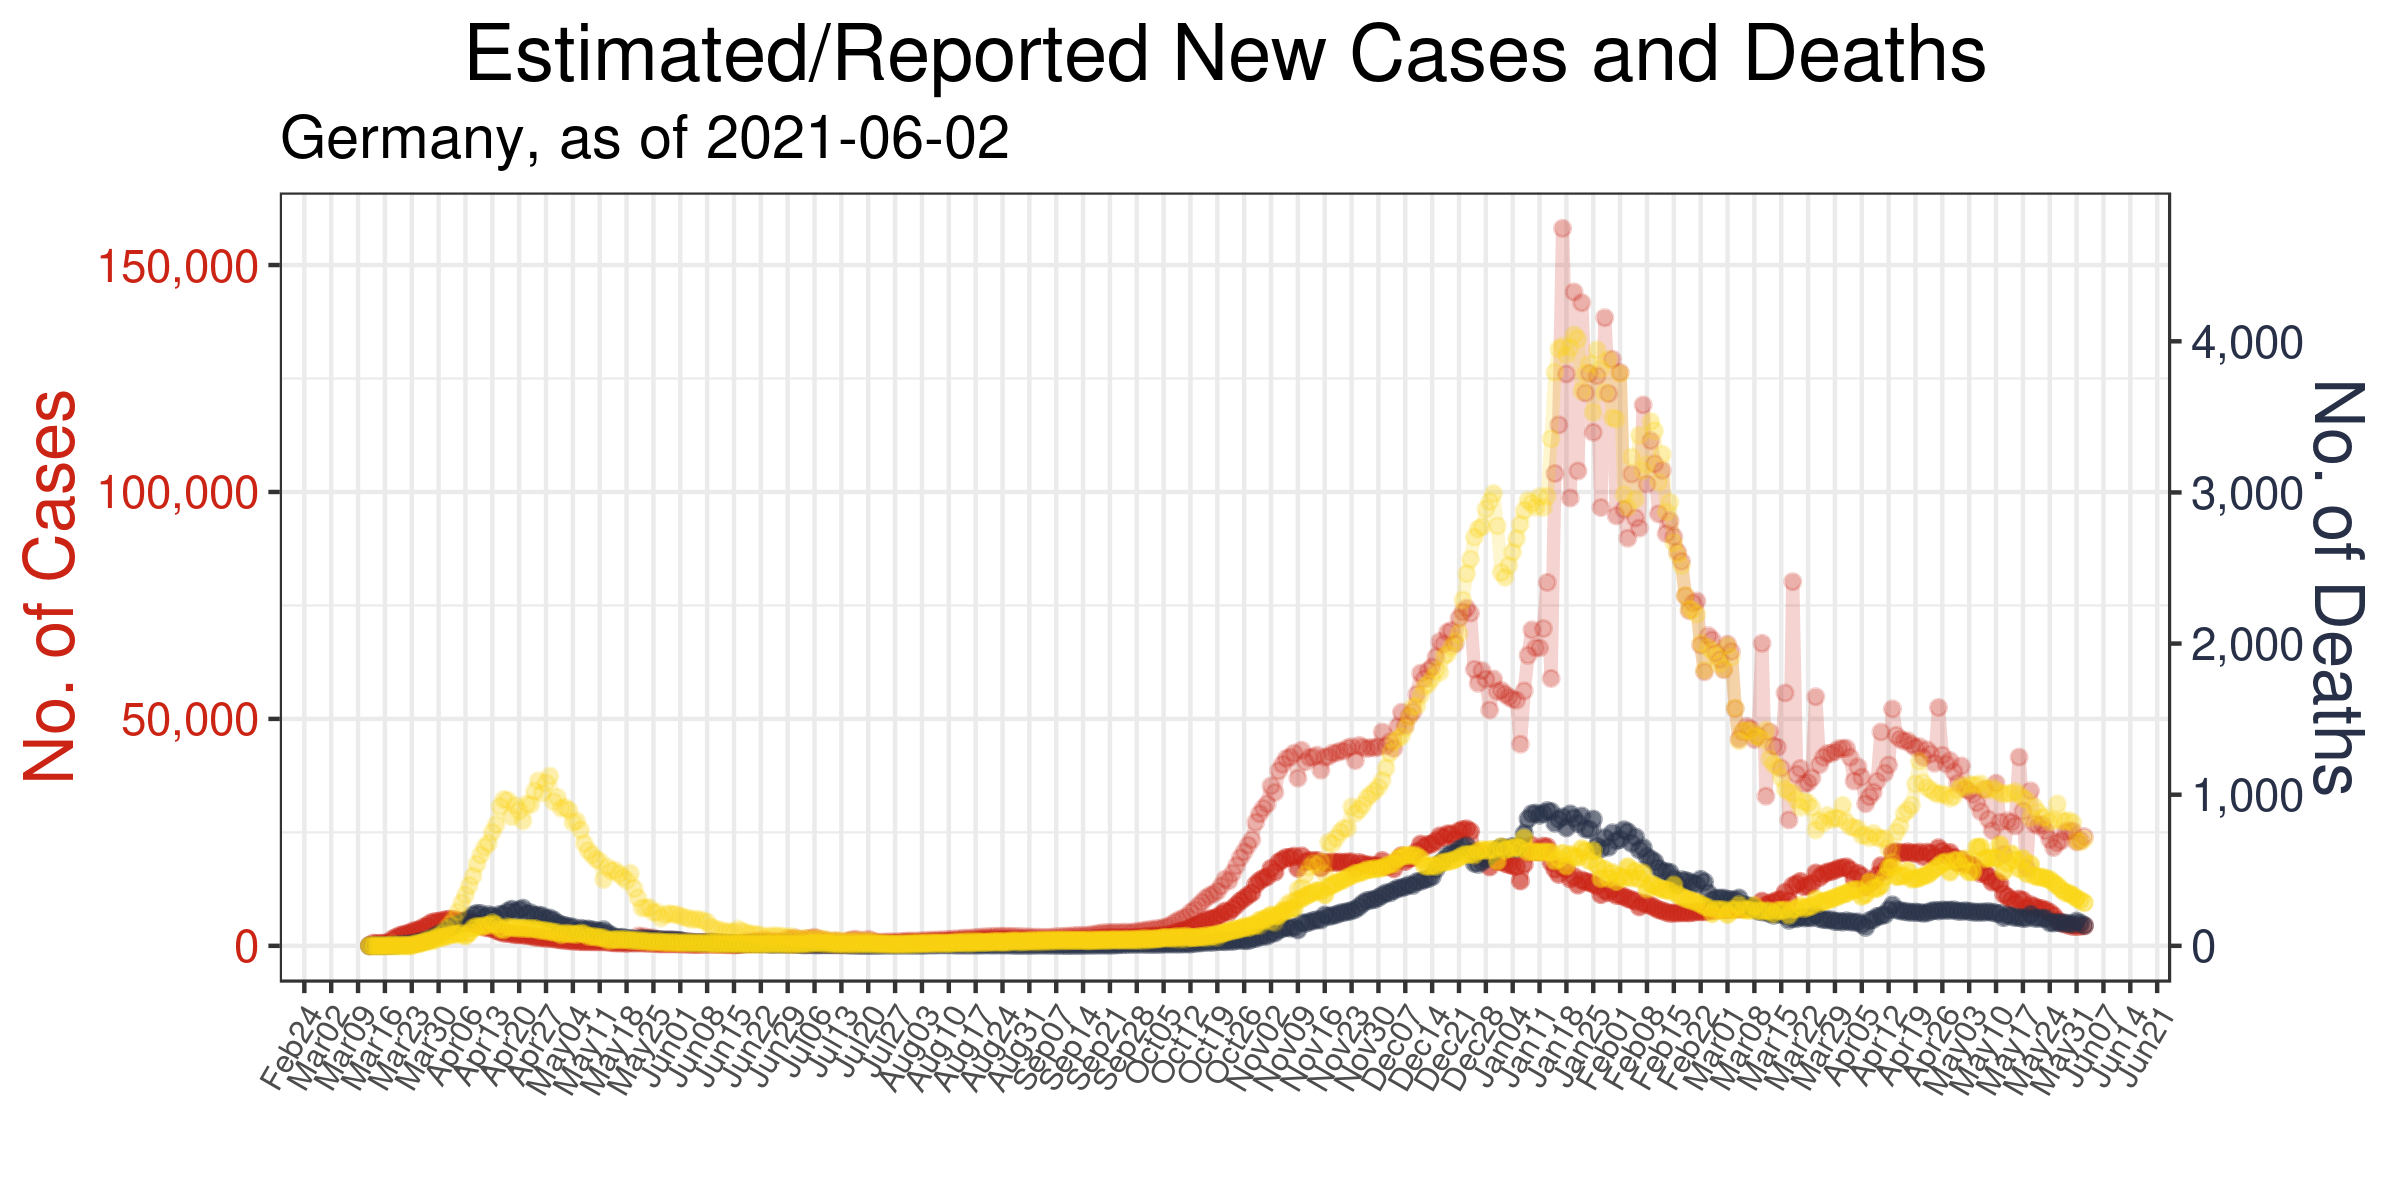 Estimated/Reported New Cases and Deaths
Germany, as of 2021-06-02
No. of Cases
150,000
100,000
50,000
0
4,000
3,000
2,000
1,000
0
No. of Deaths
Feb24
Mar02
Mar09
Mar16
Mar23
Mar30
Apr06
Apr13
Apr20
Apr27
May04
May11
May18
May25
Jun01
Jun08
Jun15
Jun22
Jun29
Jul06
Jul13
Jul20
Jul27
Aug03
Aug10
Aug17
Aug24
Aug31
Sep07
Sep14
Sep21
Sep28
Oct05
Oct12
Oct19
Oct26
Nov02
Nov09
Nov16
Nov23
Nov30
Dec07
Dec14
Dec21
Dec28
Jan04
Jan11
Jan18
Jan25
Feb01
Feb08
Feb15
Feb22
Mar01
Mar08
Mar15
Mar22
Mar29
Apr05
Apr12
Apr19
Apr26
May03
May10
May17
May24
May31
Jun07
Jun14
Jun21